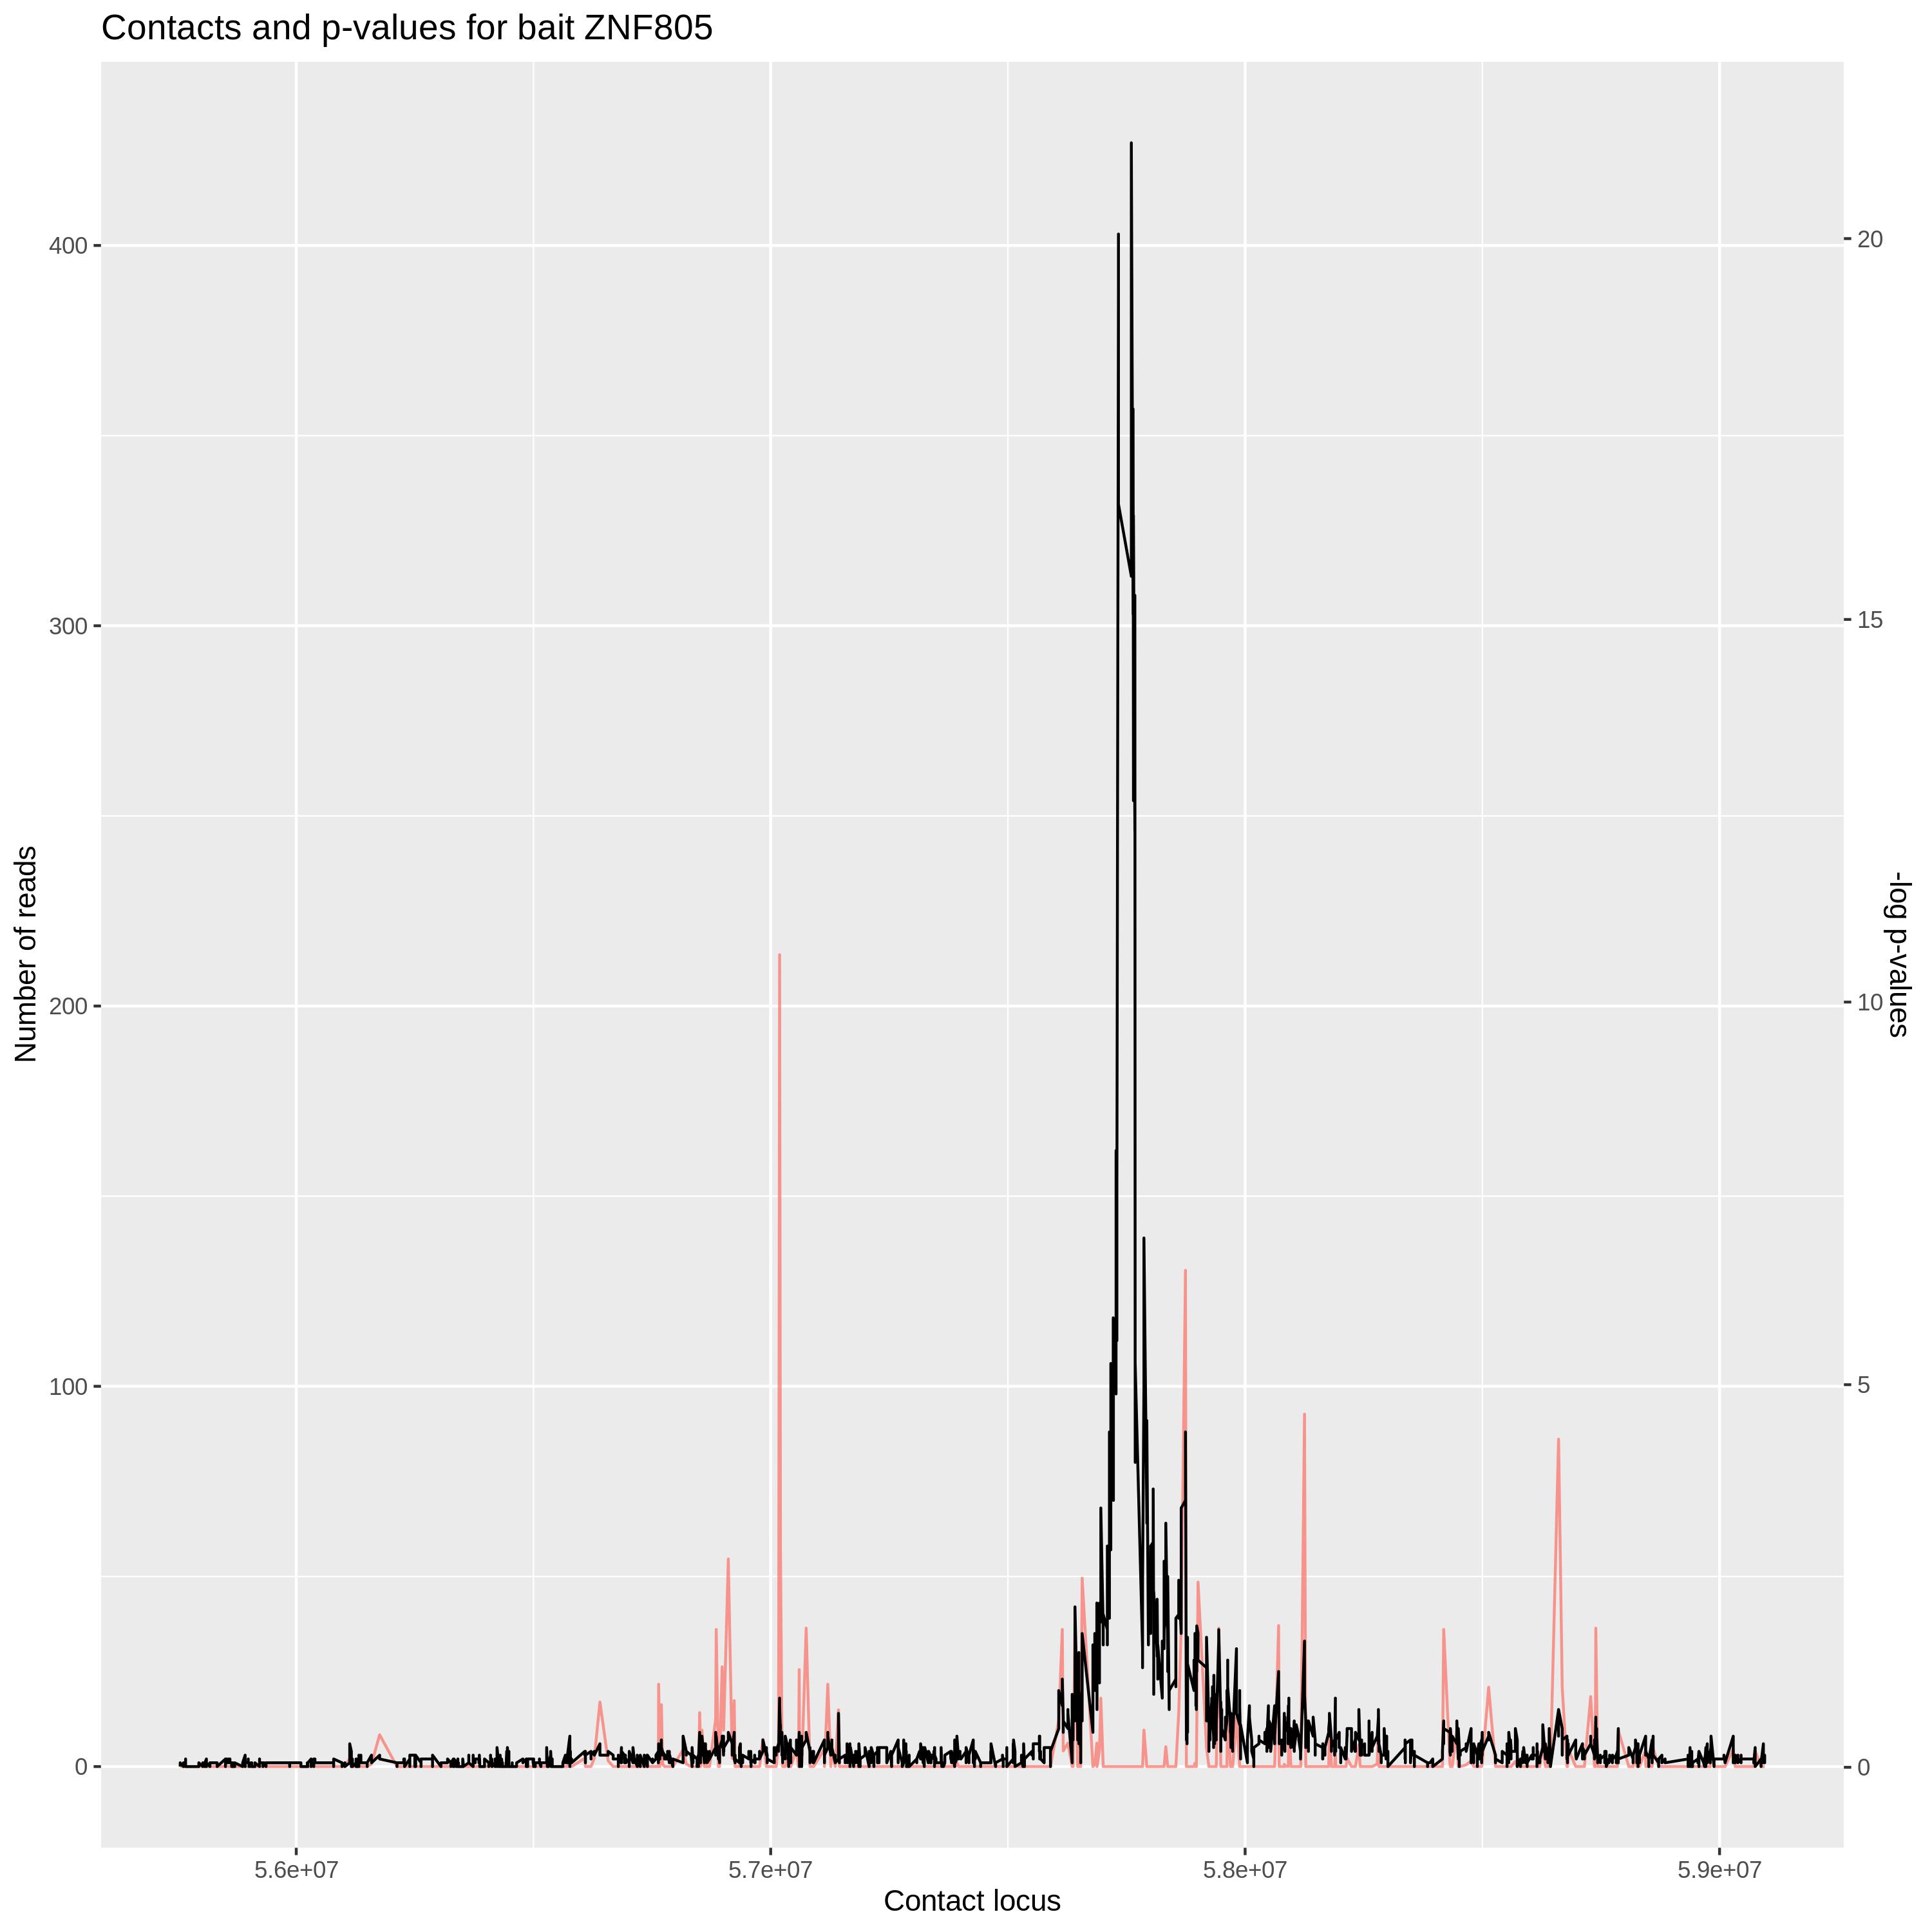 Contacts and p-values for bait ZNF805
Number of reads
400
300
200
100
0
20
15
10
5
0
-log p-values
5.6e+07
5.7e+07
5.8e+07
5.9e+07
Contact locus